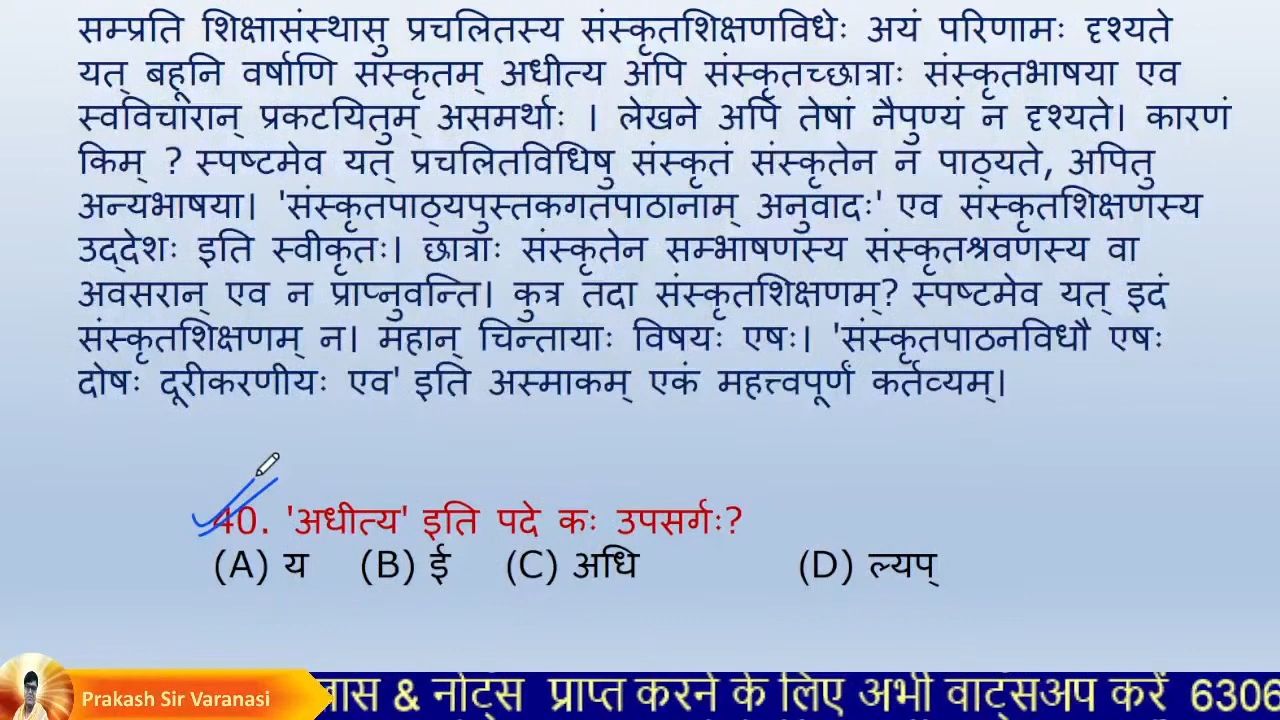 सम्प्रति शिक्षासंस्थासु प्रचलितस्य संस्कृतशिक्षणविधेः अयं परिणामः दृश्यते
यत् बहूनि वर्षाणि संस्कृतम् अधीत्य अपि संस्कृतच्छात्राः संस्कृतभाषया एव
स्वविचारान् प्रकटयितुम् असमर्थाः । लेखने अपि तेषां नैपुण्यं न दृश्यते। कारणं
किम् ? स्पष्टमेव यत् प्रचलितविधिषु संस्कृतं संस्कृतेन न पाठ्यते, अपितु
अन्यभाषया। 'संस्कृतपाठ्यपुस्तकगतपाठानाम् अनुवादः' एव संस्कृतशिक्षणस्य
उद्देशः इति स्वीकृतः। छात्राः संस्कृतेन सम्भाषणस्य संस्कृतश्रवणस्य वा
अवसरान् एव न प्राप्नुवन्ति। कुत्र तदा संस्कृतशिक्षणम्? स्पष्टमेव यत् इदं
संस्कृतशिक्षणम् न। महान् चिन्तायाः विषयः एषः। 'संस्कृतपाठनविधौ एषः
दोषः दूरीकरणीयः एव' इति अस्माकम् एकं महत्त्वपूर्णं कर्तव्यम्।
40. 'अधीत्य' इति पदे कः उपसर्गः?
(A) य (B) ई (C) अधि (D) ल्यप्
Prakash Sir Varanasi
& नोट्स प्राप्त करने के लिए अभी वाट्सअप करें 6306